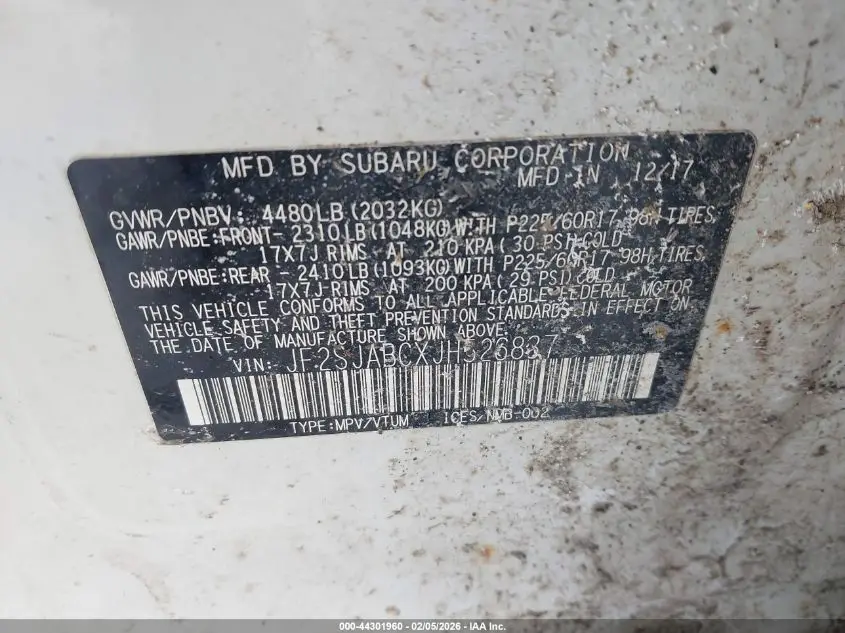 MFD BY SUBARU CORPORATION
MFD IN 12/17
GVWR/PNBV: 4480LB(2032KG)
GAWR/PNBE:FRONT- 2310LB(1048KG)WITH P225/60R17 98H TIRES,
17X7J RIMS AT 210 KPA(30 PSI)COLD
GAWR/PNBE:REAR - 2410LB(1093KG)WITH P225/60R17 98H TIRES,
17X7J RIMS AT 200 KPA(29 PSI)COLD
THIS VEHICLE CONFORMS TO ALL APPLICABLE FEDERAL MOTOR
VEHICLE SAFETY AND THEFT PREVENTION STANDARDS IN EFFECT ON
THE DATE OF MANUFACTURE SHOWN ABOVE.
VIN: JF2SJABCXJH526837
TYPE:MPV/VTUM ICES/NMB-002
000-44301960 - 02/05/2026 - IAA Inc.